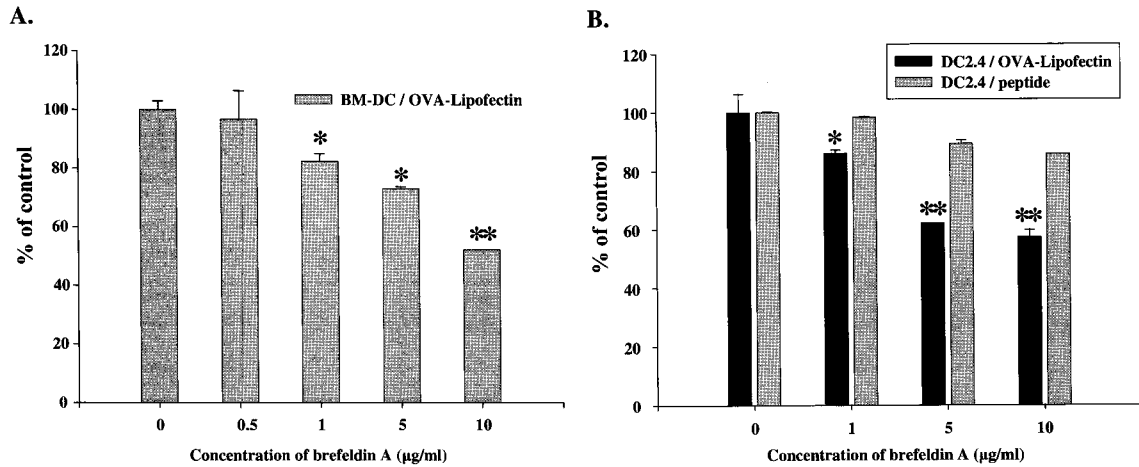 A.
120
100
80
60
40
20
0
% of control
BM-DC / OVA-Lipofectin
*
*
**
0 0.5 1 5 10
Concentration of brefeldin A (µg/ml)
B.
120
100
80
60
40
20
0
% of control
DC2.4 / OVA-Lipofectin
DC2.4 / peptide
*
**
**
0 1 5 10
Concentration of brefeldin A (µg/ml)